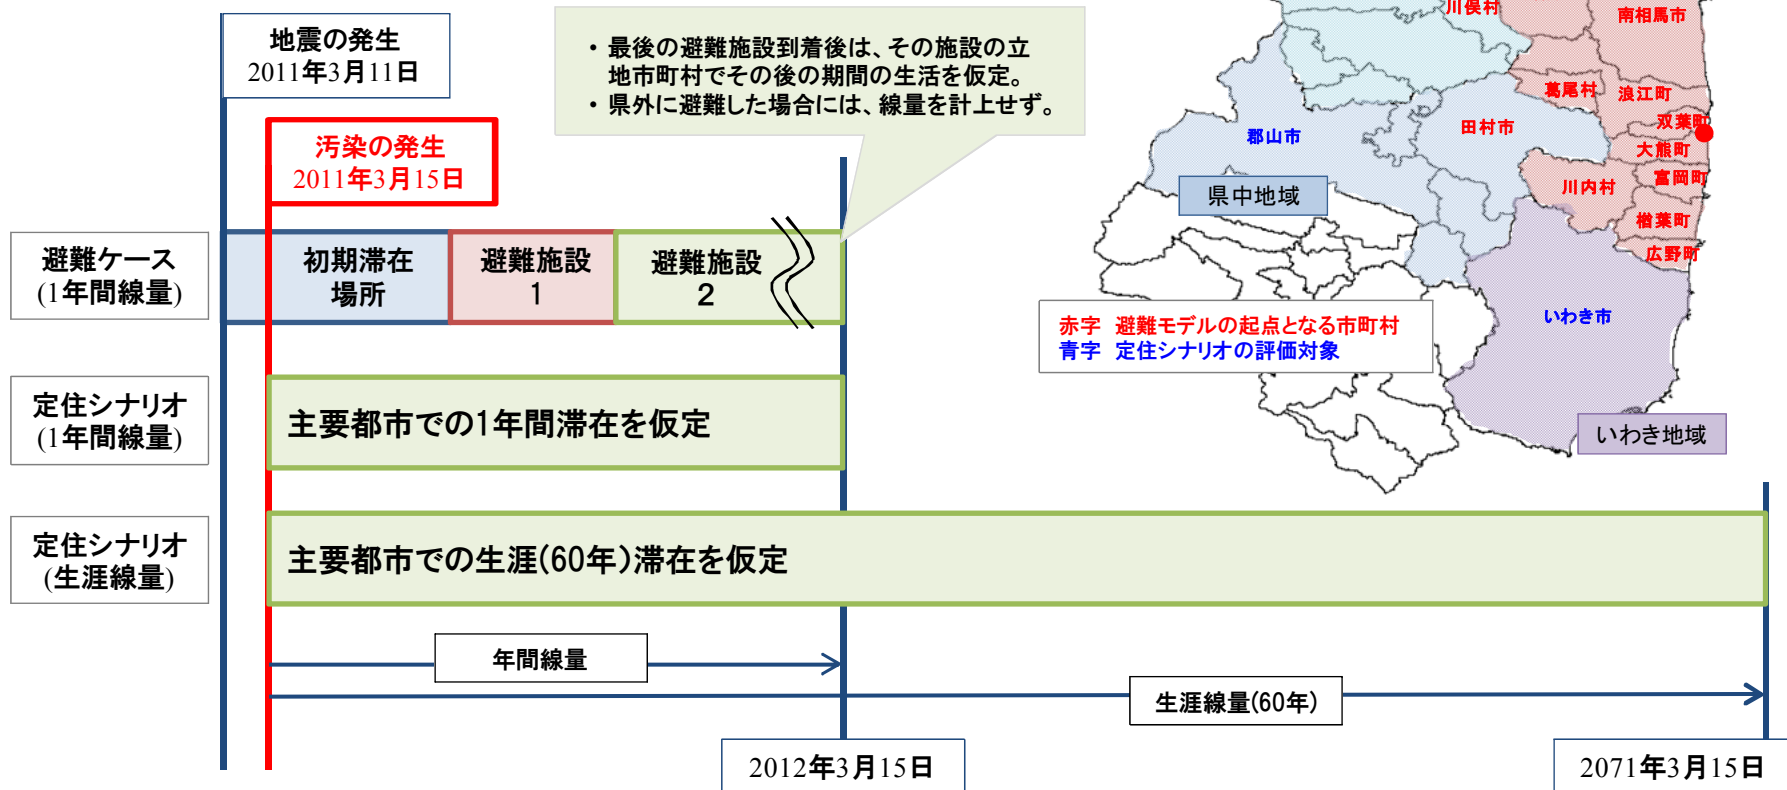 地震の発生
2011年3月11日
汚染の発生
2011年3月15日
・ 最後の避難施設到着後は、その施設の立
地市町村でその後の期間の生活を仮定。
・ 県外に避難した場合には、線量を計上せず。
避難ケース
(1年間線量)
初期滞在
場所
避難施設
1
避難施設
2
定住シナリオ
(1年間線量)
主要都市での1年間滞在を仮定
定住シナリオ
(生涯線量)
主要都市での生涯(60年)滞在を仮定
年間線量
生涯線量(60年)
2012年3月15日
2071年3月15日
川俣村
南相馬市
葛尾村
浪江町
双葉町
田村市
郡山市
大熊町
富岡町
川内村
県中地域
楢葉町
広野町
いわき市
赤字 避難モデルの起点となる市町村
青字 定住シナリオの評価対象
いわき地域